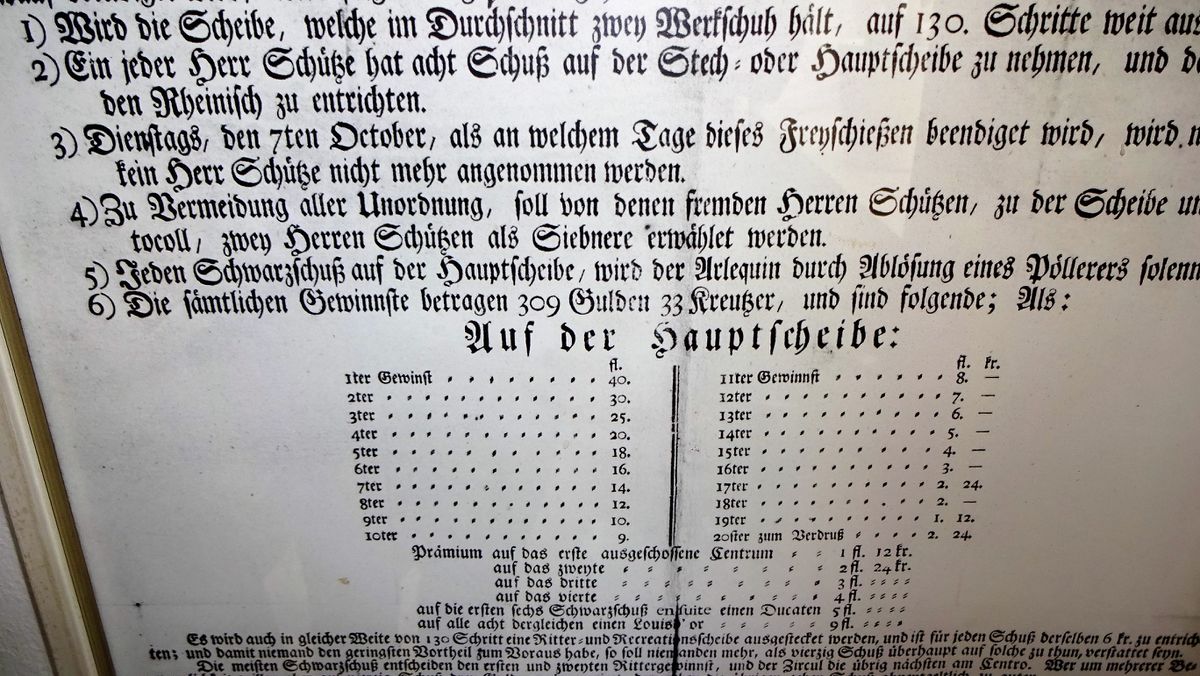 1) Wird die Scheibe, welche im Durchschnitt zwey Werkschuh hält, auf 130. Schritte weit aus
2) Ein jeder Herr Schütze hat acht Schuß auf der Stech- oder Hauptscheibe zu nehmen, und
den Rheinisch zu entrichten.
3) Dienstags, den 7ten October, als an welchem Tage dieses Freyschießen beendiget wird, wird
kein Herr Schütze nicht mehr angenommen werden.
4) Zu Vermeidung aller Unordnung, soll von denen fremden Herren Schützen, zu der Scheibe
tocoll, zwey Herren Schützen als Siebnere erwählet werden.
5) Jeden Schwarzschuß auf der Hauptscheibe, wird der Arlequin durch Ablösung eines Pöllerers solenn
6) Die sämtlichen Gewinnste betragen 309 Gulden 33 Kreutzer, und sind folgende; Als:
Auf der Hauptscheibe:
fl.
1ter Gewinst 40.
2ter 30.
3ter 25.
4ter 20.
5ter 18.
6ter 16.
7ter 14.
8ter 12.
9ter 10.
10ter 9.
fl. kr.
11ter Gewinnst 8. —
12ter 7. —
13ter 6. —
14ter 5. —
15ter 4. —
16ter 3. —
17ter 2. 24.
18ter 2. —
19ter 1. 12.
20ster zum Verdruß 2. 24.
Prämium auf das erste ausgeschossene Centrum 1 fl. 12 kr.
auf das zweyte 2 fl. 24 kr.
auf das dritte 3 fl.
auf das vierte 4 fl.
auf die ersten sechs Schwarzschuß en suite einen Ducaten 5 fl.
auf alle acht dergleichen einen Louis d'or 9 fl.
Es wird auch in gleicher Weite von 130 Schritt eine Ritter- und Recreationsscheibe ausgestecket werden, und ist für jeden Schuß derselben 6 kr. zu entrich-
ten; und damit niemand den geringsten Vortheil zum Voraus habe, so soll niemanden mehr, als vierzig Schuß überhaupt auf solche zu thun, verstattet seyn.
Die meisten Schwarzschuß entscheiden den ersten und zweyten Rittergewinnst, und der Zircul die übrig nächsten am Centro. Wer um mehrerer Be-